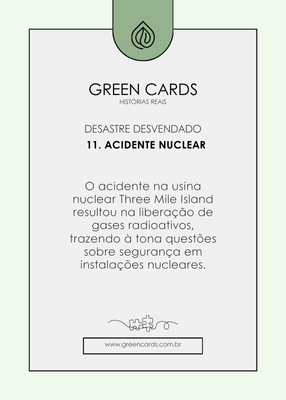 GREEN CARDS
HISTÓRIAS REAIS
DESASTRE DESVENDADO
11. ACIDENTE NUCLEAR
O acidente na usina
nuclear Three Mile Island
resultou na liberação de
gases radioativos,
trazendo à tona questões
sobre segurança em
instalações nucleares.
www.greencards.com.br